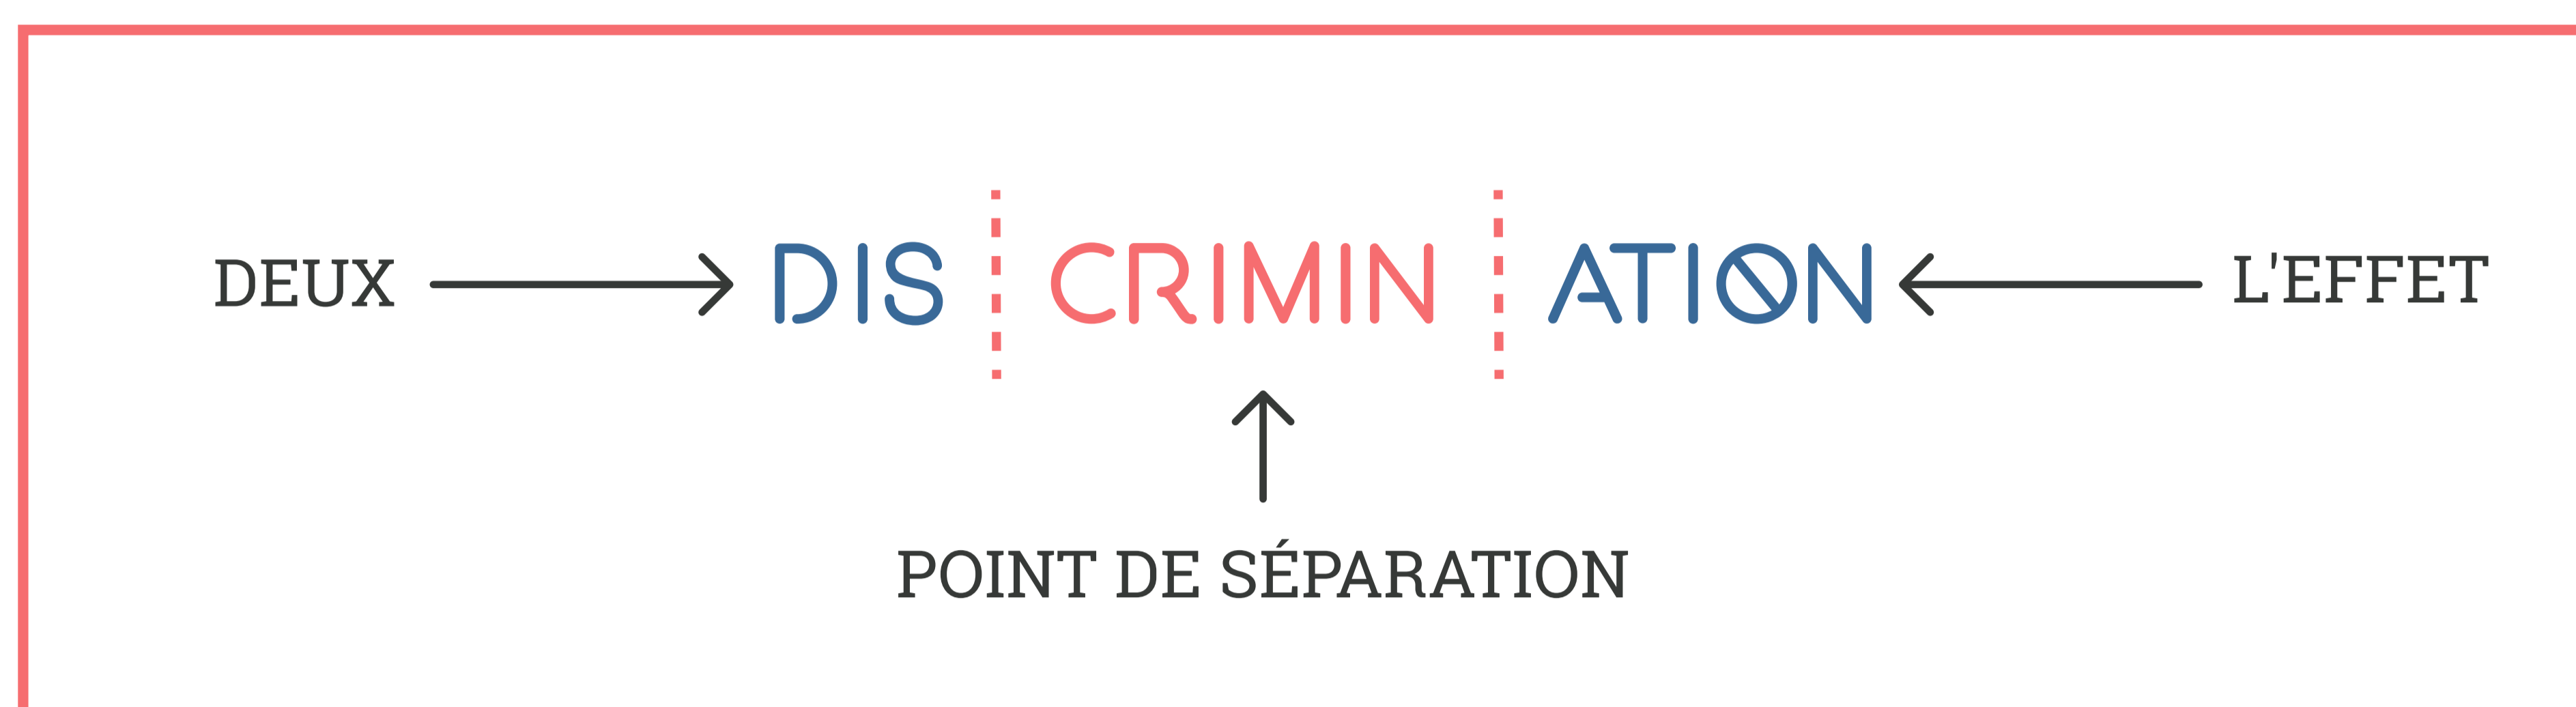 DEUX DIS CRIMIN ATION L'EFFET
POINT DE SÉPARATION